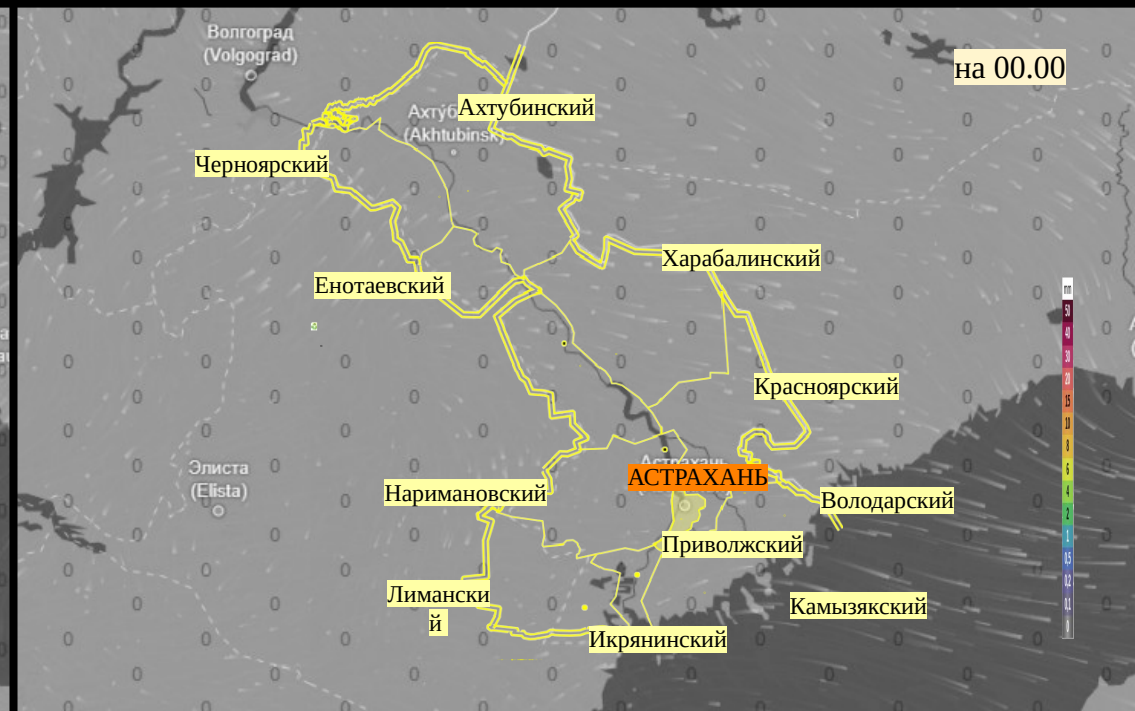 Волгоград
(Volgograd)
на 00.00
Ахтубинский
(Akhtubinsk)
Черноярский
Харабалинский
Енотаевский
mm
50
40
30
20
15
10
8
6
4
2
1
0,5
0,2
0,1
0
Красноярский
Элиста
(Elista)
Астрахань
АСТРАХАНЬ
Наримановский
Володарский
Приволжский
Лимански
й
Камызякский
Икрянинский